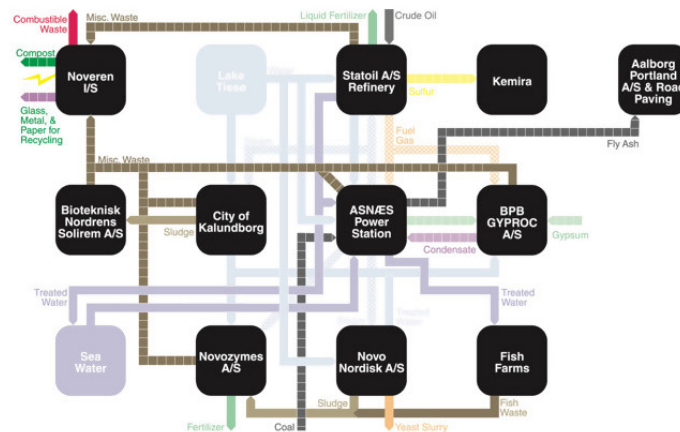 Combustible
Waste
Misc. Waste
Liquid Fertilizer
Crude Oil
Compost
Noveren
I/S
Lake
Tissø
Statoil A/S
Refinery
Kemira
Aalborg
Portland
A/S & Road
Paving
Sulfur
Glass,
Metal, &
Paper for
Recycling
Fuel
Gas
Fly Ash
Misc. Waste
Bioteknisk
Nordrens
Solirem A/S
City of
Kalundborg
ASNÆS
Power
Station
BPB
GYPROC
A/S
Sludge
Gypsum
Condensate
Treated
Water
Treated
Water
Sea
Water
Novozymes
A/S
Novo
Nordisk A/S
Fish
Farms
Sludge
Fish
Waste
Fertilizer
Coal
Yeast Slurry